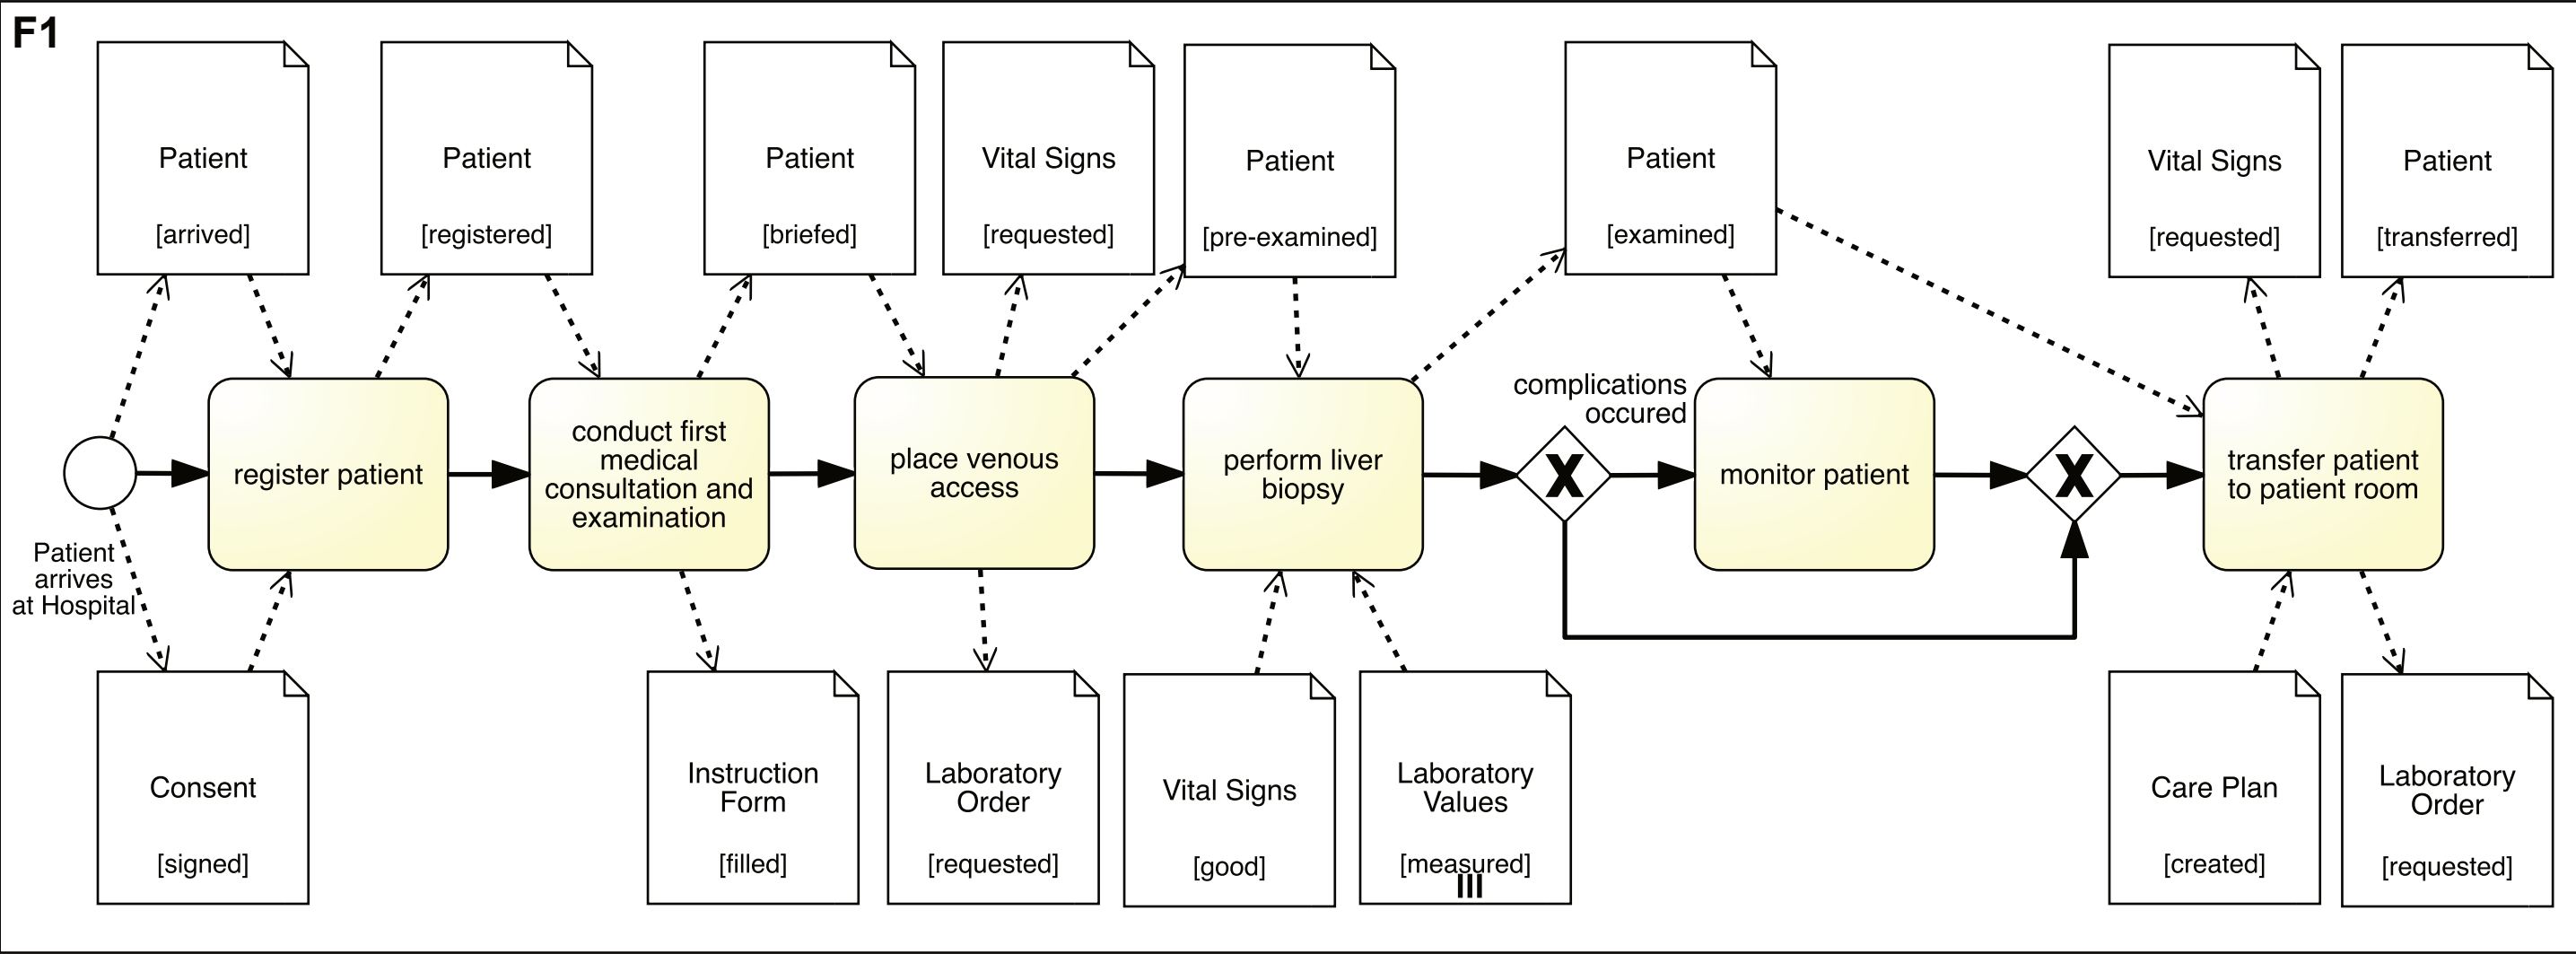 F1
Patient
[arrived]
Patient
[registered]
Patient
[briefed]
Vital Signs
[requested]
Patient
[pre-examined]
Patient
[examined]
Vital Signs
[requested]
Patient
[transferred]
Patient
arrives
at Hospital
register patient
conduct first
medical
consultation and
examination
place venous
access
perform liver
biopsy
complications
occured
X
monitor patient
X
transfer patient
to patient room
Consent
[signed]
Instruction
Form
[filled]
Laboratory
Order
[requested]
Vital Signs
[good]
Laboratory
Values
[measured]
Care Plan
[created]
Laboratory
Order
[requested]